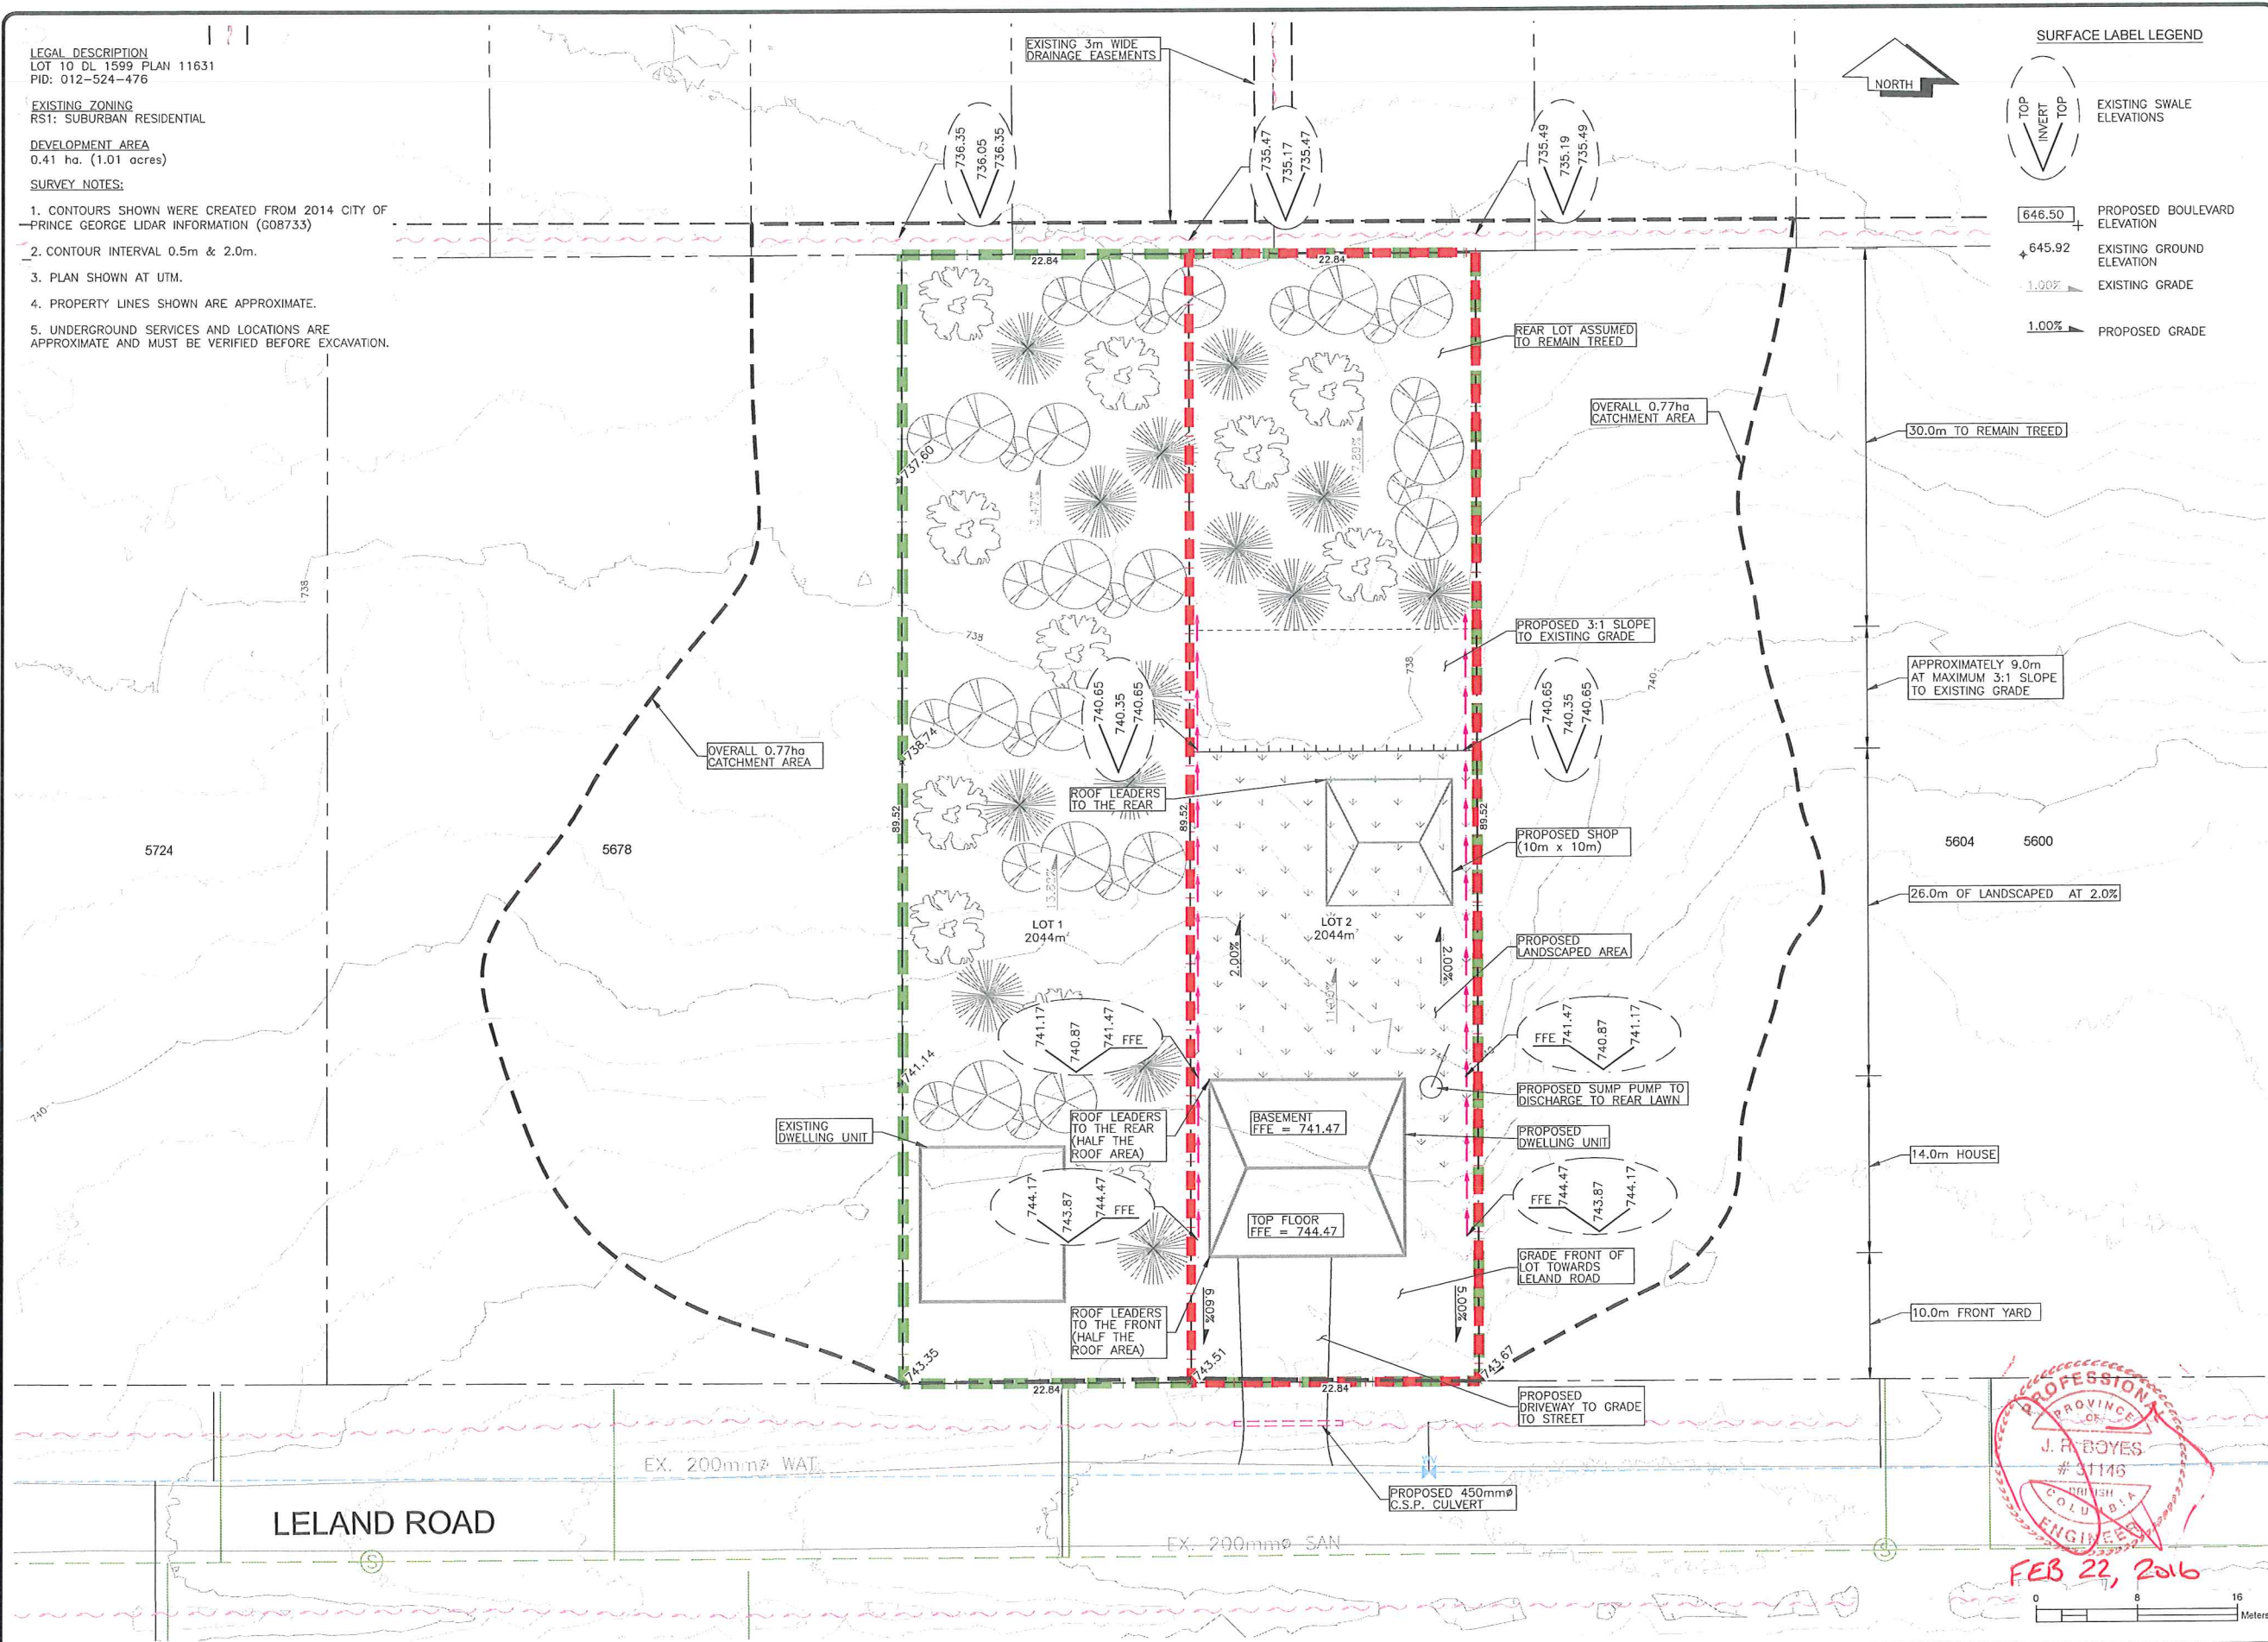 LEGAL DESCRIPTION
LOT 10 DL 1599 PLAN 11631
PID: 012-524-476
EXISTING ZONING
RS1: SUBURBAN RESIDENTIAL
DEVELOPMENT AREA
0.41 ha. (1.01 acres)
SURVEY NOTES:
1. CONTOURS SHOWN WERE CREATED FROM 2014 CITY OF
PRINCE GEORGE LIDAR INFORMATION (G08733)
2. CONTOUR INTERVAL 0.5m & 2.0m.
3. PLAN SHOWN AT UTM.
4. PROPERTY LINES SHOWN ARE APPROXIMATE.
5. UNDERGROUND SERVICES AND LOCATIONS ARE
APPROXIMATE AND MUST BE VERIFIED BEFORE EXCAVATION.
EXISTING 3m WIDE
DRAINAGE EASEMENTS
736.35
736.05
736.35
735.47
735.17
735.47
735.49
735.19
735.49
NORTH
SURFACE LABEL LEGEND
TOP
INVERT
TOP
EXISTING SWALE
ELEVATIONS
646.50
PROPOSED BOULEVARD
ELEVATION
645.92
EXISTING GROUND
ELEVATION
1.00%
EXISTING GRADE
1.00%
PROPOSED GRADE
22.84
22.84
REAR LOT ASSUMED
TO REMAIN TREED
OVERALL 0.77ha
CATCHMENT AREA
30.0m TO REMAIN TREED
737.60
738
738
738
740
PROPOSED 3:1 SLOPE
TO EXISTING GRADE
APPROXIMATELY 9.0m
AT MAXIMUM 3:1 SLOPE
TO EXISTING GRADE
740.65
740.35
740.65
740.65
740.35
740.65
738.74
OVERALL 0.77ha
CATCHMENT AREA
ROOF LEADERS
TO THE REAR
89.52
89.52
89.52
PROPOSED SHOP
(10m x 10m)
5724
5678
5604
5600
26.0m OF LANDSCAPED AT 2.0%
LOT 1
2044m²
LOT 2
2044m²
2.00%
2.00%
PROPOSED
LANDSCAPED AREA
741.17
740.87
741.47
FFE
FFE
741.47
740.87
741.17
741.14
740
PROPOSED SUMP PUMP TO
DISCHARGE TO REAR LAWN
EXISTING
DWELLING UNIT
ROOF LEADERS
TO THE REAR
(HALF THE
ROOF AREA)
BASEMENT
FFE = 741.47
PROPOSED
DWELLING UNIT
14.0m HOUSE
744.17
743.87
744.47
FFE
TOP FLOOR
FFE = 744.47
FFE
744.47
743.87
744.17
GRADE FRONT OF
LOT TOWARDS
LELAND ROAD
ROOF LEADERS
TO THE FRONT
(HALF THE
ROOF AREA)
6.60%
5.00%
10.0m FRONT YARD
743.35
743.51
743.67
22.84
22.84
PROPOSED
DRIVEWAY TO GRADE
TO STREET
EX. 200mmø WAT
PROPOSED 450mmø
C.S.P. CULVERT
LELAND ROAD
EX. 200mmø SAN
S
S
PROFESSIONAL
PROVINCE
OF
J. R. BOYES
# 31146
BRITISH
COLUMBIA
ENGINEER
FEB 22, 2016
0 8 16
Meters